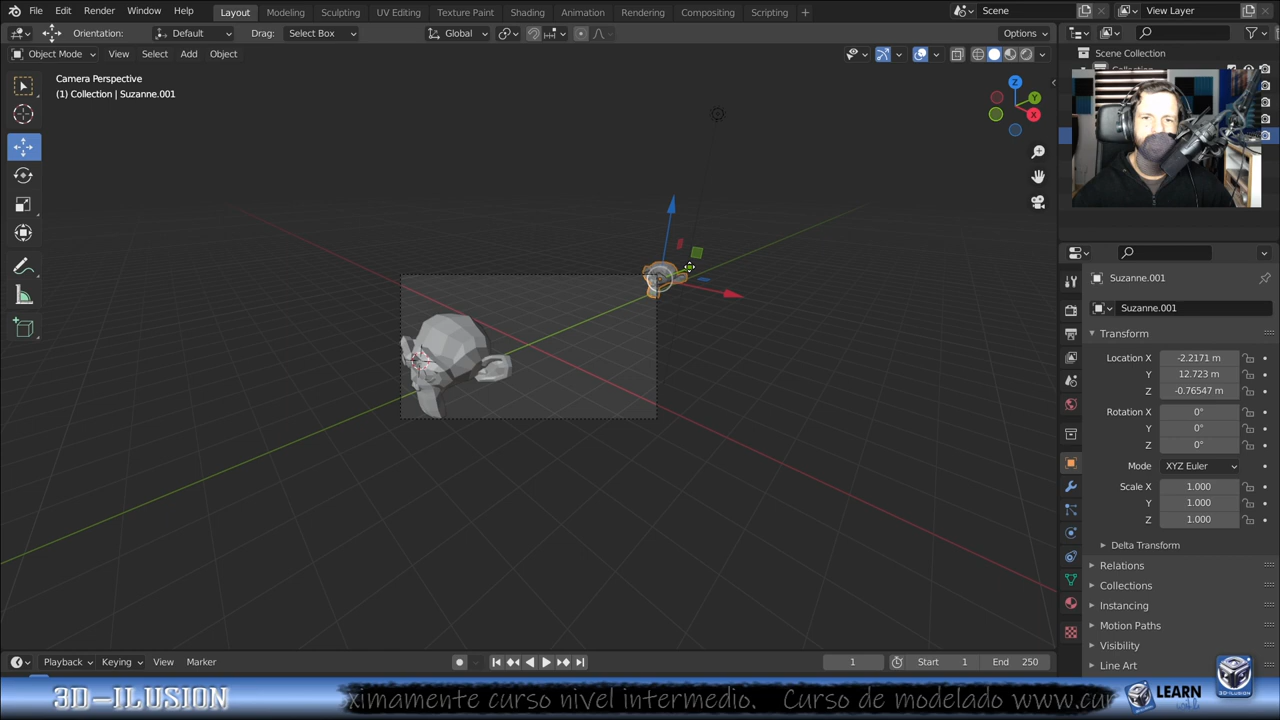 File Edit Render Window Help Layout Modeling Sculpting UV Editing Texture Paint Shading Animation Rendering Compositing Scripting + Scene View Layer
Orientation: Default Drag: Select Box Global Options
Object Mode View Select Add Object
Scene Collection
Camera Perspective
(1) Collection | Suzanne.001
Z
Y
X
Suzanne.001
Suzanne.001
Transform
Location X -2.2171 m
Y 12.723 m
Z -0.76547 m
Rotation X 0°
Y 0°
Z 0°
Mode XYZ Euler
Scale X 1.000
Y 1.000
Z 1.000
Delta Transform
Relations
Collections
Instancing
Motion Paths
Visibility
Line Art
Playback Keying View Marker 1 Start 1 End 250
3D-ILUSION ximamente curso nivel intermedio. Curso de modelado www.cur LEARN
3D-ILUSION